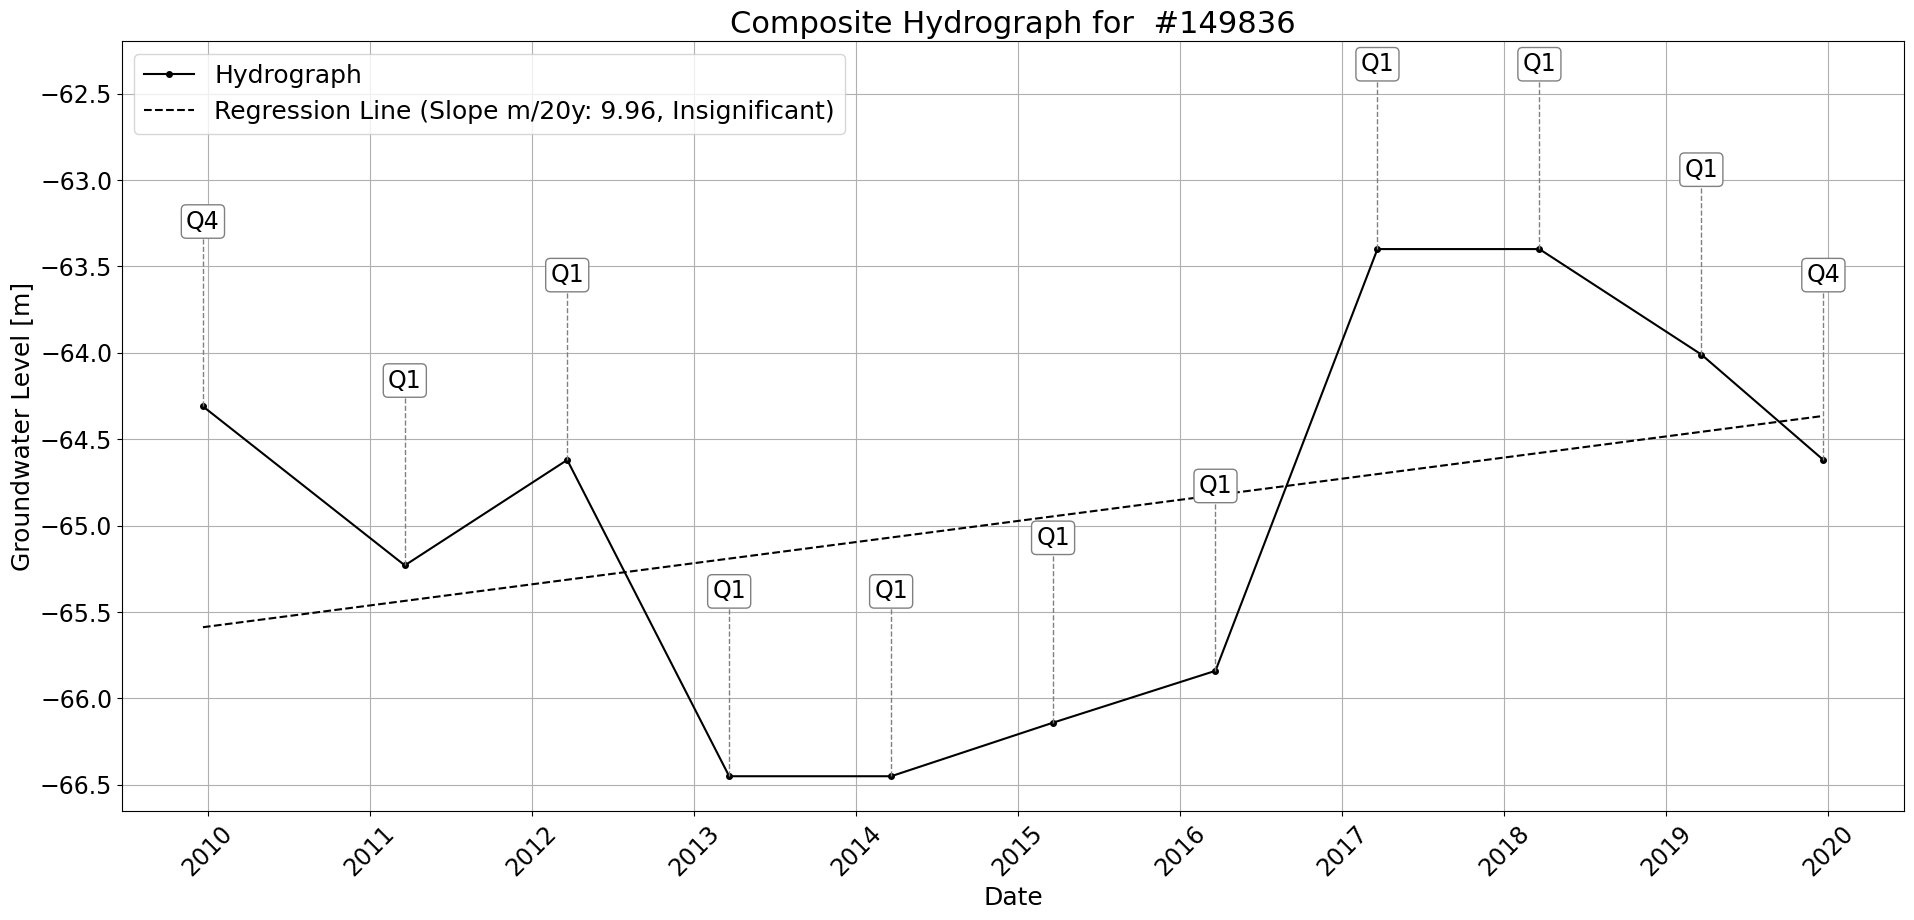 Composite Hydrograph for  #149836
Hydrograph
Regression Line (Slope m/20y: 9.96, Insignificant)
Q4
Q1
Q1
Q1
Q1
Q1
Q1
Q1
Q1
Q1
Q4
Groundwater Level [m]
−62.5
−63.0
−63.5
−64.0
−64.5
−65.0
−65.5
−66.0
−66.5
2010
2011
2012
2013
2014
2015
2016
2017
2018
2019
2020
Date